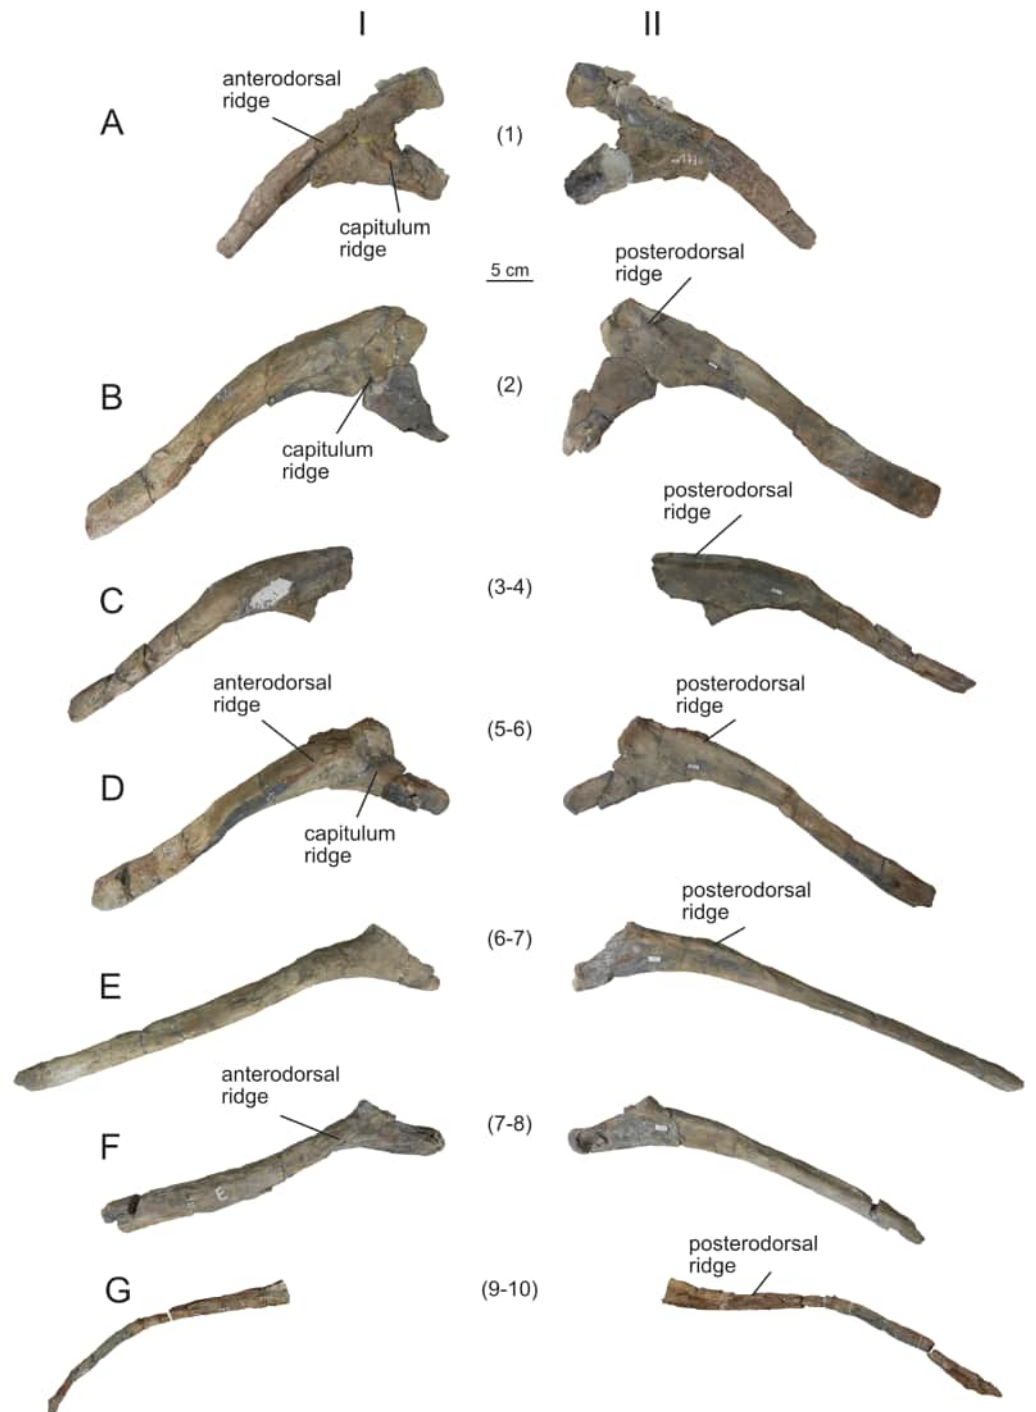 I
II
anterodorsal
ridge
A
(1)
capitulum
ridge
posterodorsal
ridge
5 cm
B
(2)
capitulum
ridge
posterodorsal
ridge
C
(3-4)
anterodorsal
ridge
posterodorsal
ridge
(5-6)
D
capitulum
ridge
posterodorsal
ridge
(6-7)
E
anterodorsal
ridge
(7-8)
F
posterodorsal
ridge
G
(9-10)